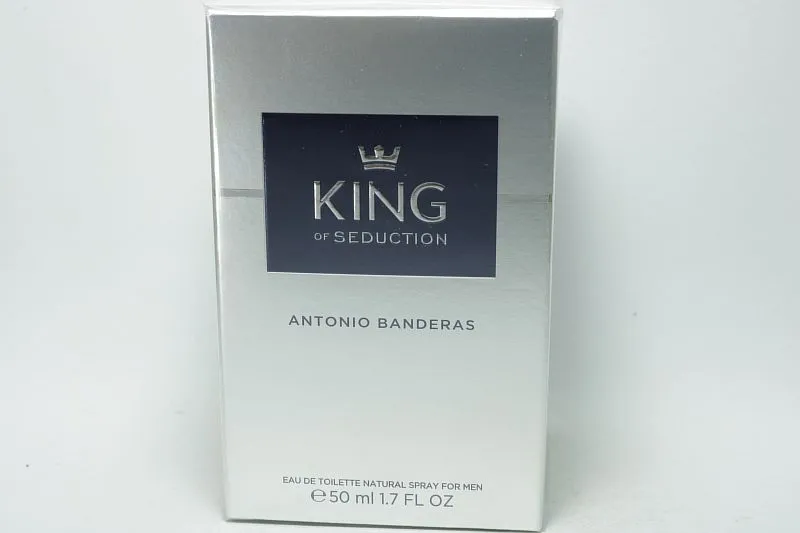 KING
OF SEDUCTION
ANTONIO BANDERAS
EAU DE TOILETTE NATURAL SPRAY FOR MEN
℮50 ml 1.7 FL OZ